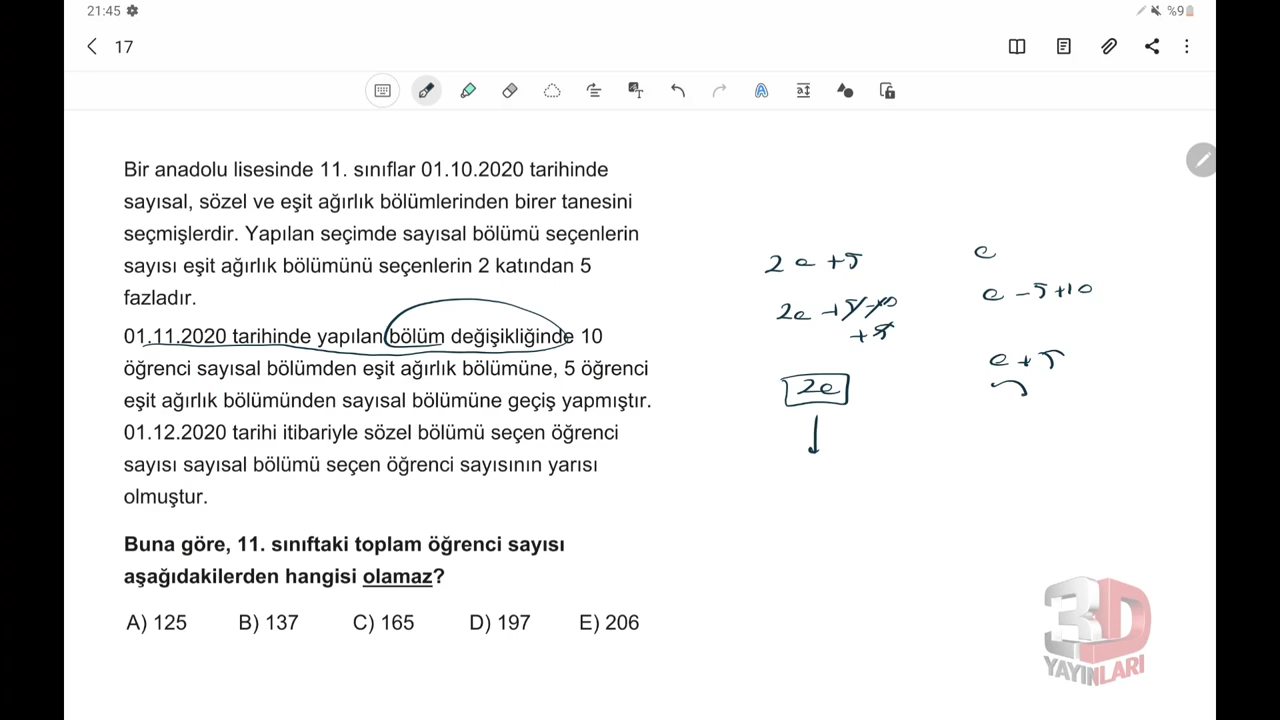 21:45
%9
17
Bir anadolu lisesinde 11. sınıflar 01.10.2020 tarihinde
sayısal, sözel ve eşit ağırlık bölümlerinden birer tanesini
seçmişlerdir. Yapılan seçimde sayısal bölümü seçenlerin
sayısı eşit ağırlık bölümünü seçenlerin 2 katından 5
fazladır.
01.11.2020 tarihinde yapılan bölüm değişikliğinde 10
öğrenci sayısal bölümden eşit ağırlık bölümüne, 5 öğrenci
eşit ağırlık bölümünden sayısal bölümüne geçiş yapmıştır.
01.12.2020 tarihi itibariyle sözel bölümü seçen öğrenci
sayısı sayısal bölümü seçen öğrenci sayısının yarısı
olmuştur.
Buna göre, 11. sınıftaki toplam öğrenci sayısı
aşağıdakilerden hangisi olamaz?
A) 125 B) 137 C) 165 D) 197 E) 206
2e+5
2e+5-10
+5
2e
e
e-5+10
e+5
3D
YAYINLARI